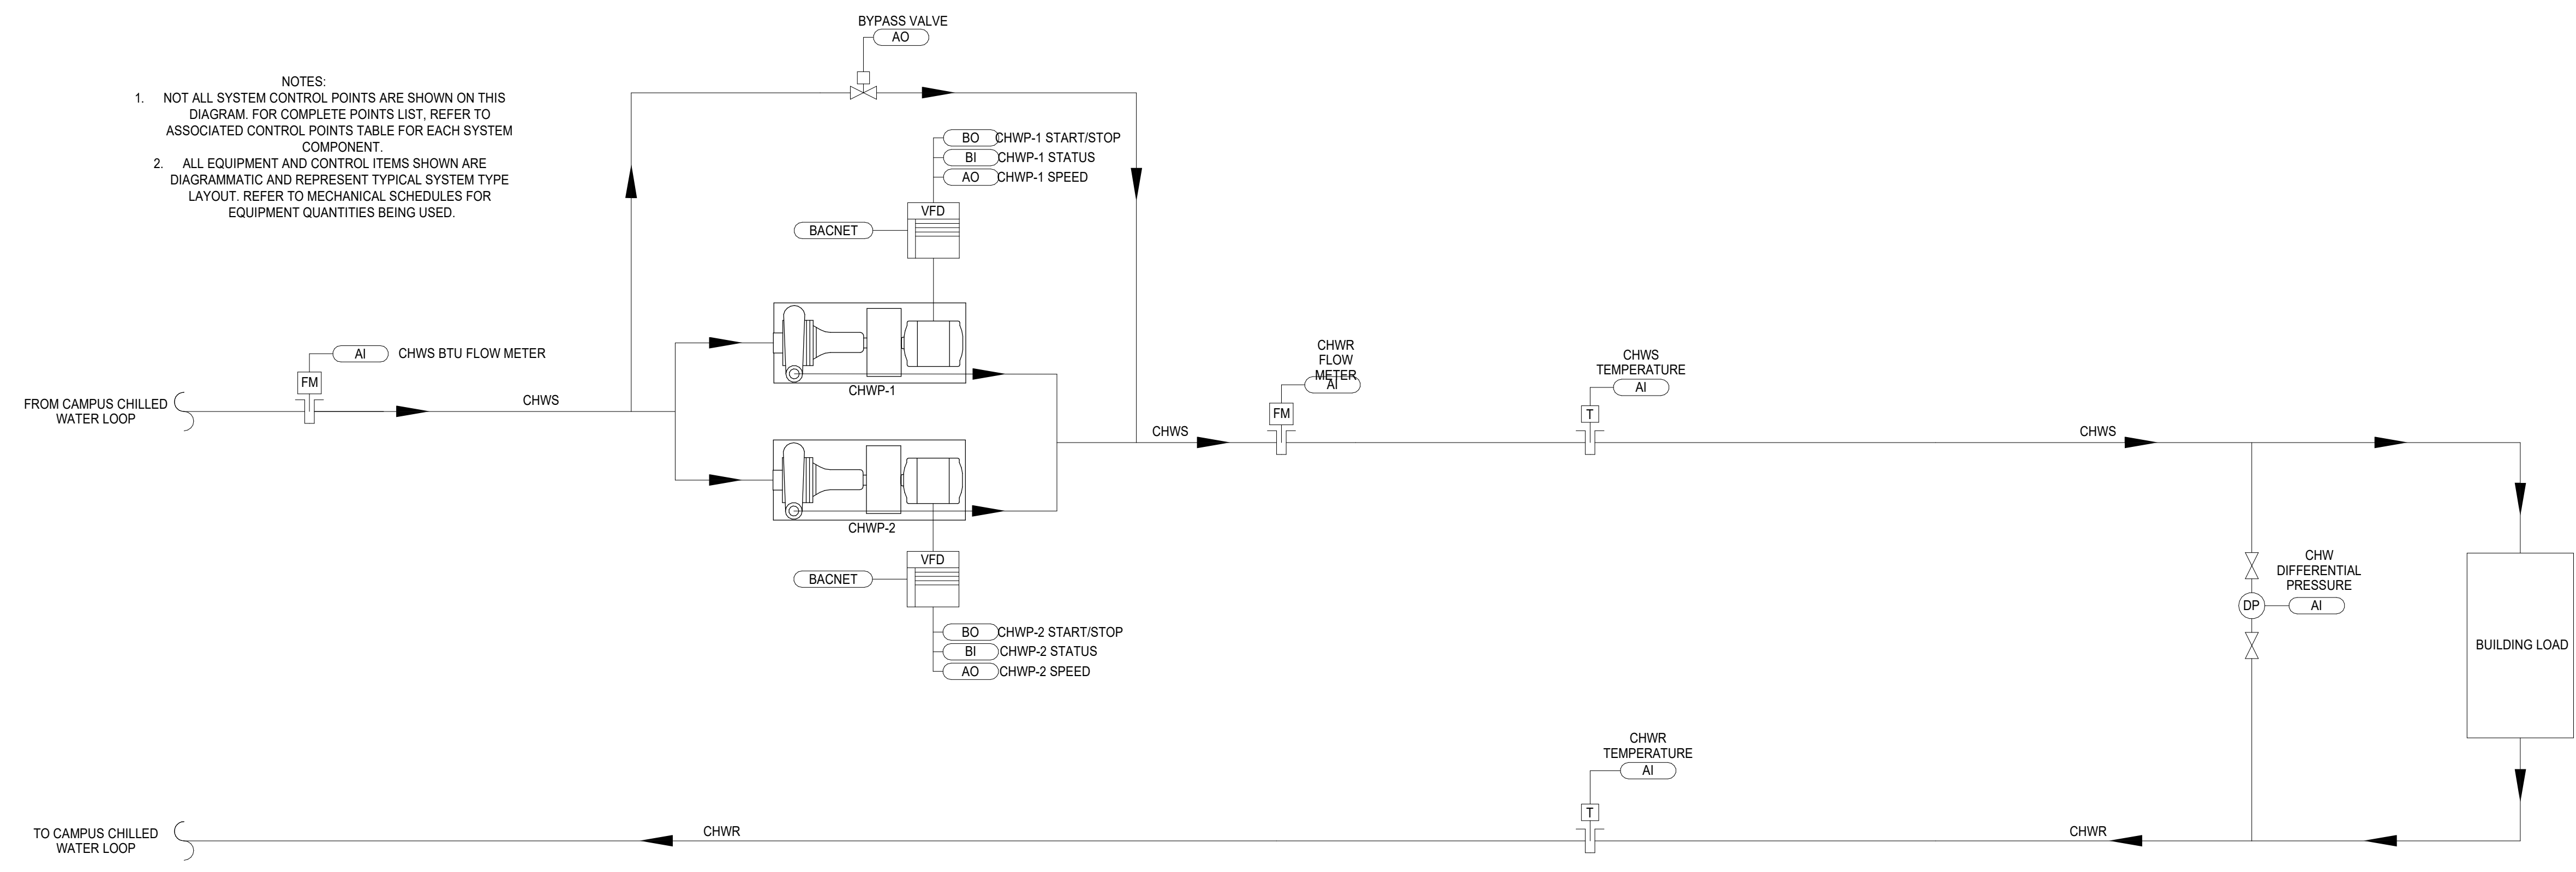 BYPASS VALVE
AO
NOTES:
1. NOT ALL SYSTEM CONTROL POINTS ARE SHOWN ON THIS
DIAGRAM. FOR COMPLETE POINTS LIST, REFER TO
ASSOCIATED CONTROL POINTS TABLE FOR EACH SYSTEM
COMPONENT.
2. ALL EQUIPMENT AND CONTROL ITEMS SHOWN ARE
DIAGRAMMATIC AND REPRESENT TYPICAL SYSTEM TYPE
LAYOUT. REFER TO MECHANICAL SCHEDULES FOR
EQUIPMENT QUANTITIES BEING USED.
BO CHWP-1 START/STOP
BI CHWP-1 STATUS
AO CHWP-1 SPEED
VFD
BACNET
CHWP-1
AI CHWS BTU FLOW METER
FM
FROM CAMPUS CHILLED
WATER LOOP
CHWS
CHWP-2
VFD
BACNET
BO CHWP-2 START/STOP
BI CHWP-2 STATUS
AO CHWP-2 SPEED
CHWS
CHWR
FLOW
METER
AI
FM
CHWS
TEMPERATURE
AI
T
CHWS
CHW
DIFFERENTIAL
PRESSURE
DP
AI
BUILDING LOAD
CHWR
TEMPERATURE
AI
T
TO CAMPUS CHILLED
WATER LOOP
CHWR
CHWR